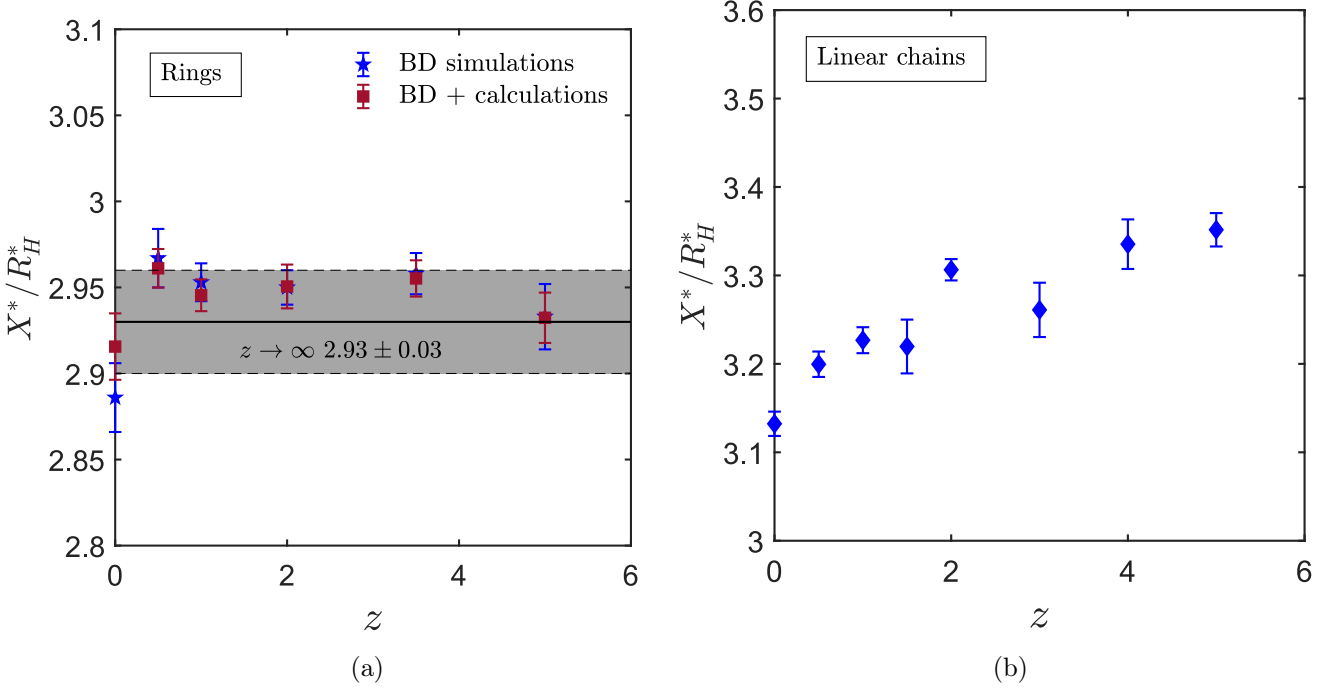 3.1
3.05
3
2.95
2.9
2.85
2.8
X*/R*_H
Rings
BD simulations
BD + calculations
z → ∞ 2.93 ± 0.03
0 2 4 6
z
(a)
3.6
3.5
3.4
3.3
3.2
3.1
3
X*/R*_H
Linear chains
0 2 4 6
z
(b)